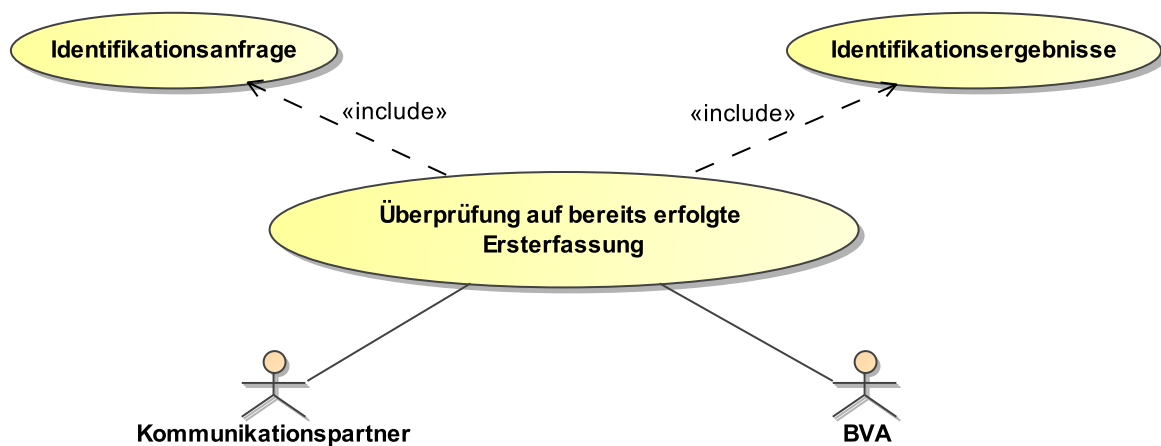 Identifikationsanfrage
Identifikationsergebnisse
«include»
«include»
Überprüfung auf bereits erfolgte
Ersterfassung
Kommunikationspartner
BVA